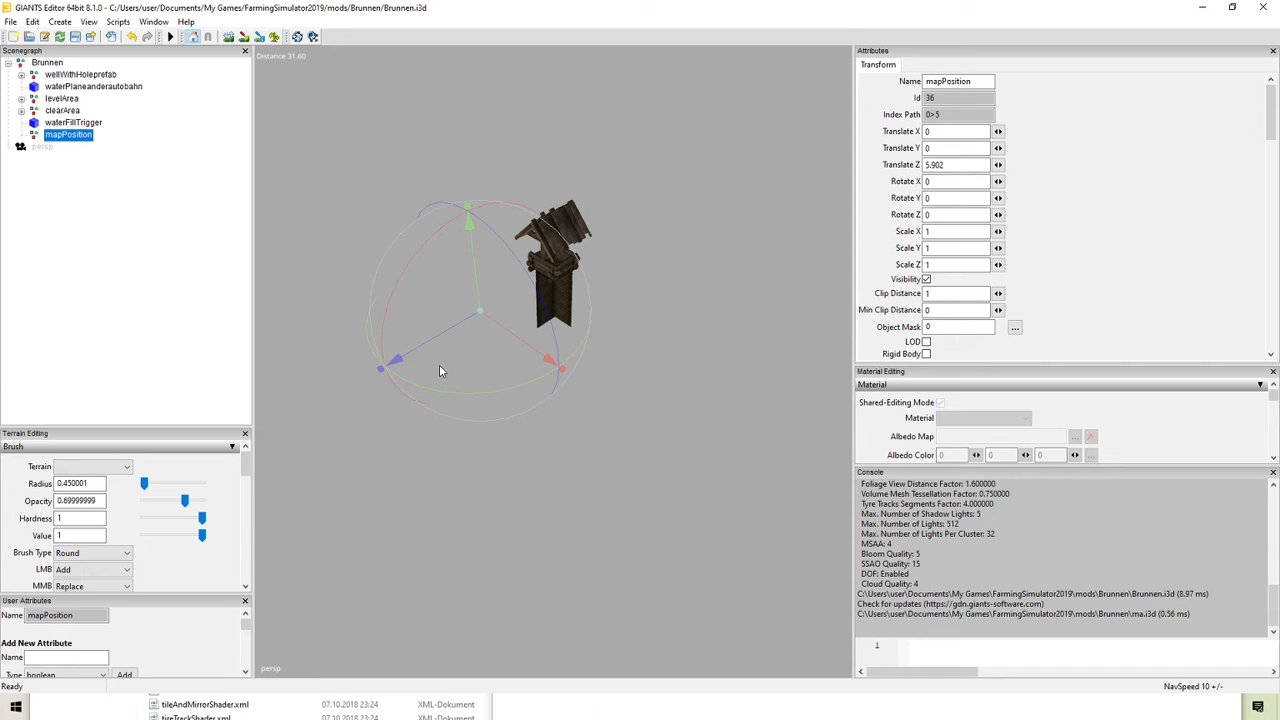 GIANTS Editor 64bit 8.1.0 - C:/Users/user/Documents/My Games/FarmingSimulator2019/mods/Brunnen/Brunnen.i3d
File Edit Create View Scripts Window Help
Scenegraph
Brunnen
wellWithHoleprefab
waterPlaneanderautobahn
levelArea
clearArea
waterFillTrigger
mapPosition
persp
Terrain Editing
Brush
Terrain
Radius 0.450001
Opacity 0.69999999
Hardness 1
Value 1
Brush Type Round
LMB Add
MMB Replace
User Attributes
Name mapPosition
Add New Attribute
Name
Type boolean Add
Ready
Distance 31.60
persp
Attributes
Transform
Name mapPosition
Id 36
Index Path 0>5
Translate X 0
Translate Y 0
Translate Z 5.902
Rotate X 0
Rotate Y 0
Rotate Z 0
Scale X 1
Scale Y 1
Scale Z 1
Visibility
Clip Distance 1
Min Clip Distance 0
Object Mask 0 ...
LOD
Rigid Body
Material Editing
Material
Shared-Editing Mode
Material
Albedo Map ...
Albedo Color 0 0 0 ...
Console
Foliage View Distance Factor: 1.600000
Volume Mesh Tessellation Factor: 0.750000
Tyre Tracks Segments Factor: 4.000000
Max. Number of Shadow Lights: 5
Max. Number of Lights: 512
Max. Number of Lights Per Cluster: 32
MSAA: 4
Bloom Quality: 5
SSAO Quality: 15
DOF: Enabled
Cloud Quality: 4
C:\Users\user\Documents\My Games\FarmingSimulator2019\mods\Brunnen\Brunnen.i3d (8.97 ms)
Check for updates (https://gdn.giants-software.com)
C:\Users\user\Documents\My Games\FarmingSimulator2019\mods\Brunnen\ma.i3d (0.56 ms)
1
NavSpeed 10 +/-
tileAndMirrorShader.xml 07.10.2018 23:24 XML-Dokument
tireTrackShader.xml 07.10.2018 23:24 XML-Dokument